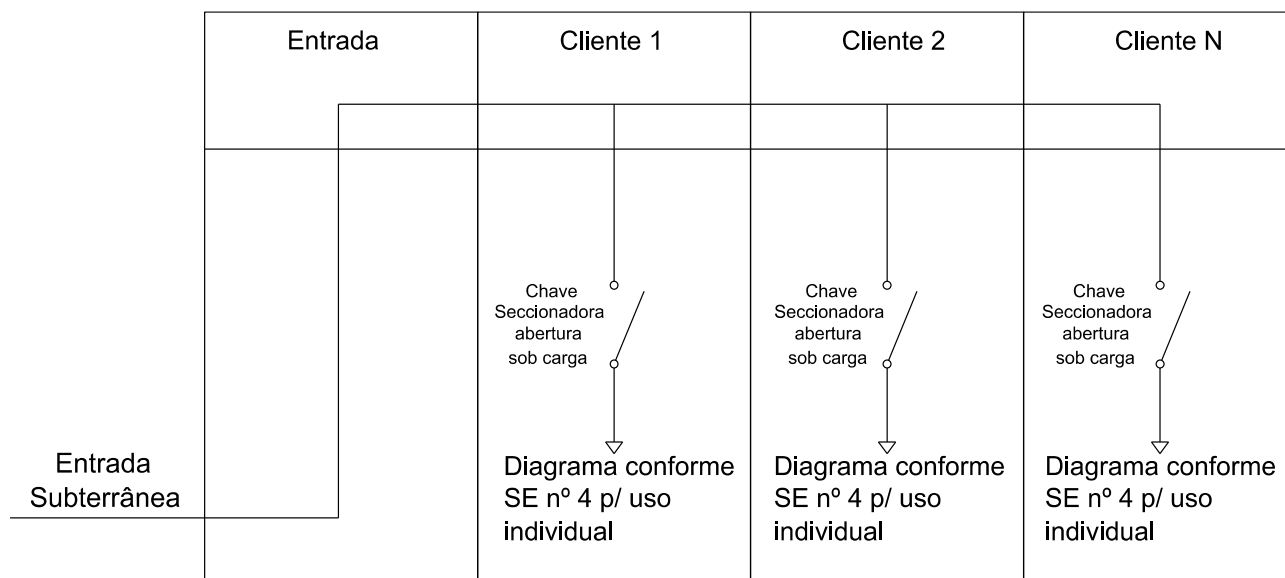 Entrada
Cliente 1
Cliente 2
Cliente N
Chave
Seccionadora
abertura
sob carga
Chave
Seccionadora
abertura
sob carga
Chave
Seccionadora
abertura
sob carga
Entrada
Subterrânea
Diagrama conforme
SE nº 4 p/ uso
individual
Diagrama conforme
SE nº 4 p/ uso
individual
Diagrama conforme
SE nº 4 p/ uso
individual